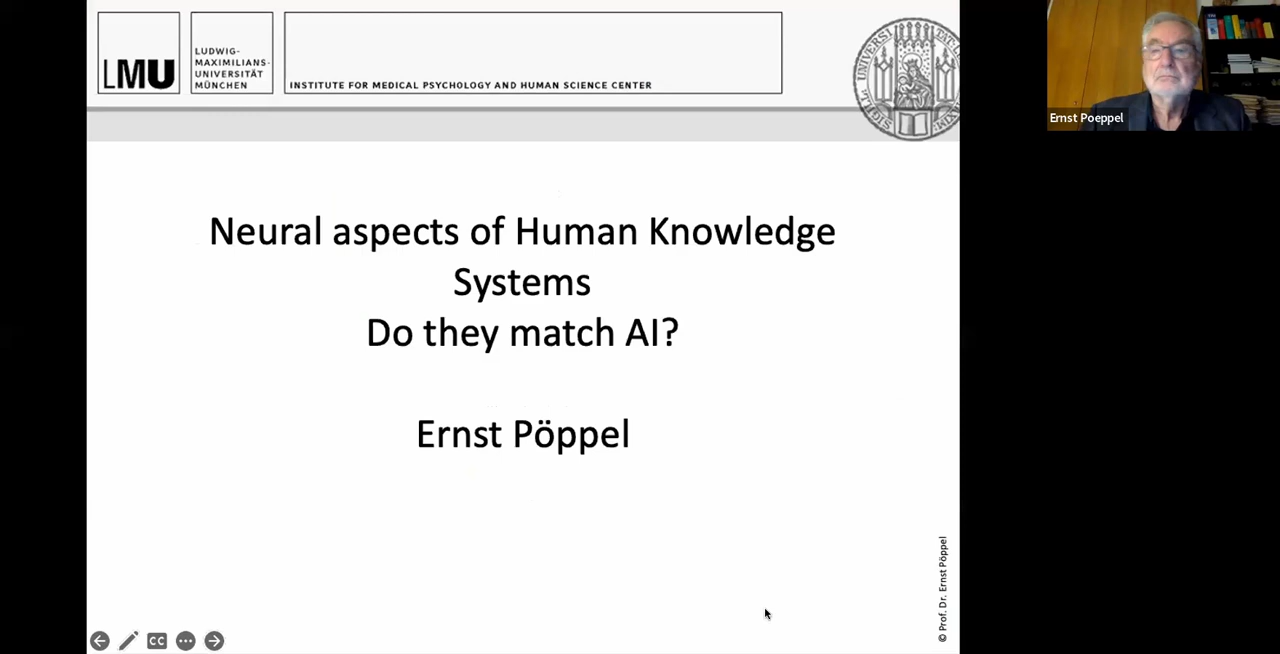 LMU
LUDWIG-
MAXIMILIANS-
UNIVERSITÄT
MÜNCHEN
INSTITUTE FOR MEDICAL PSYCHOLOGY AND HUMAN SCIENCE CENTER
Ernst Poeppel
Neural aspects of Human Knowledge
Systems
Do they match AI?
Ernst Pöppel
© Prof. Dr. Ernst Pöppel
CC